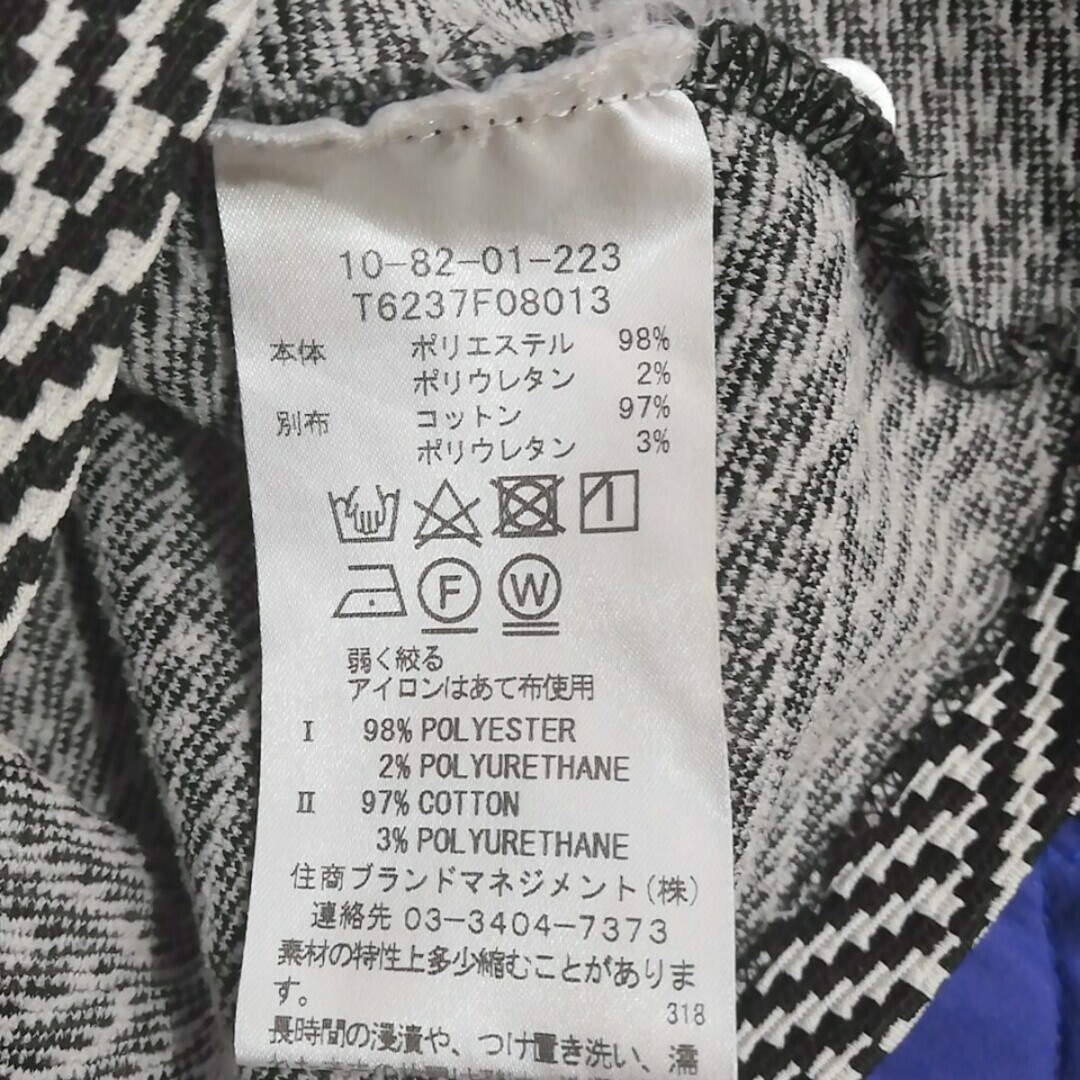 10-82-01-223
T6237F08013
本体 ポリエステル 98%
ポリウレタン 2%
別布 コットン 97%
ポリウレタン 3%
F W
弱く絞る
アイロンはあて布使用
I 98% POLYESTER
2% POLYURETHANE
II 97% COTTON
3% POLYURETHANE
住商ブランドマネジメント(株)
連絡先 03-3404-7373
素材の特性上多少縮むことがありま
す。
318
長時間の浸漬や、つけ置き洗い、濡